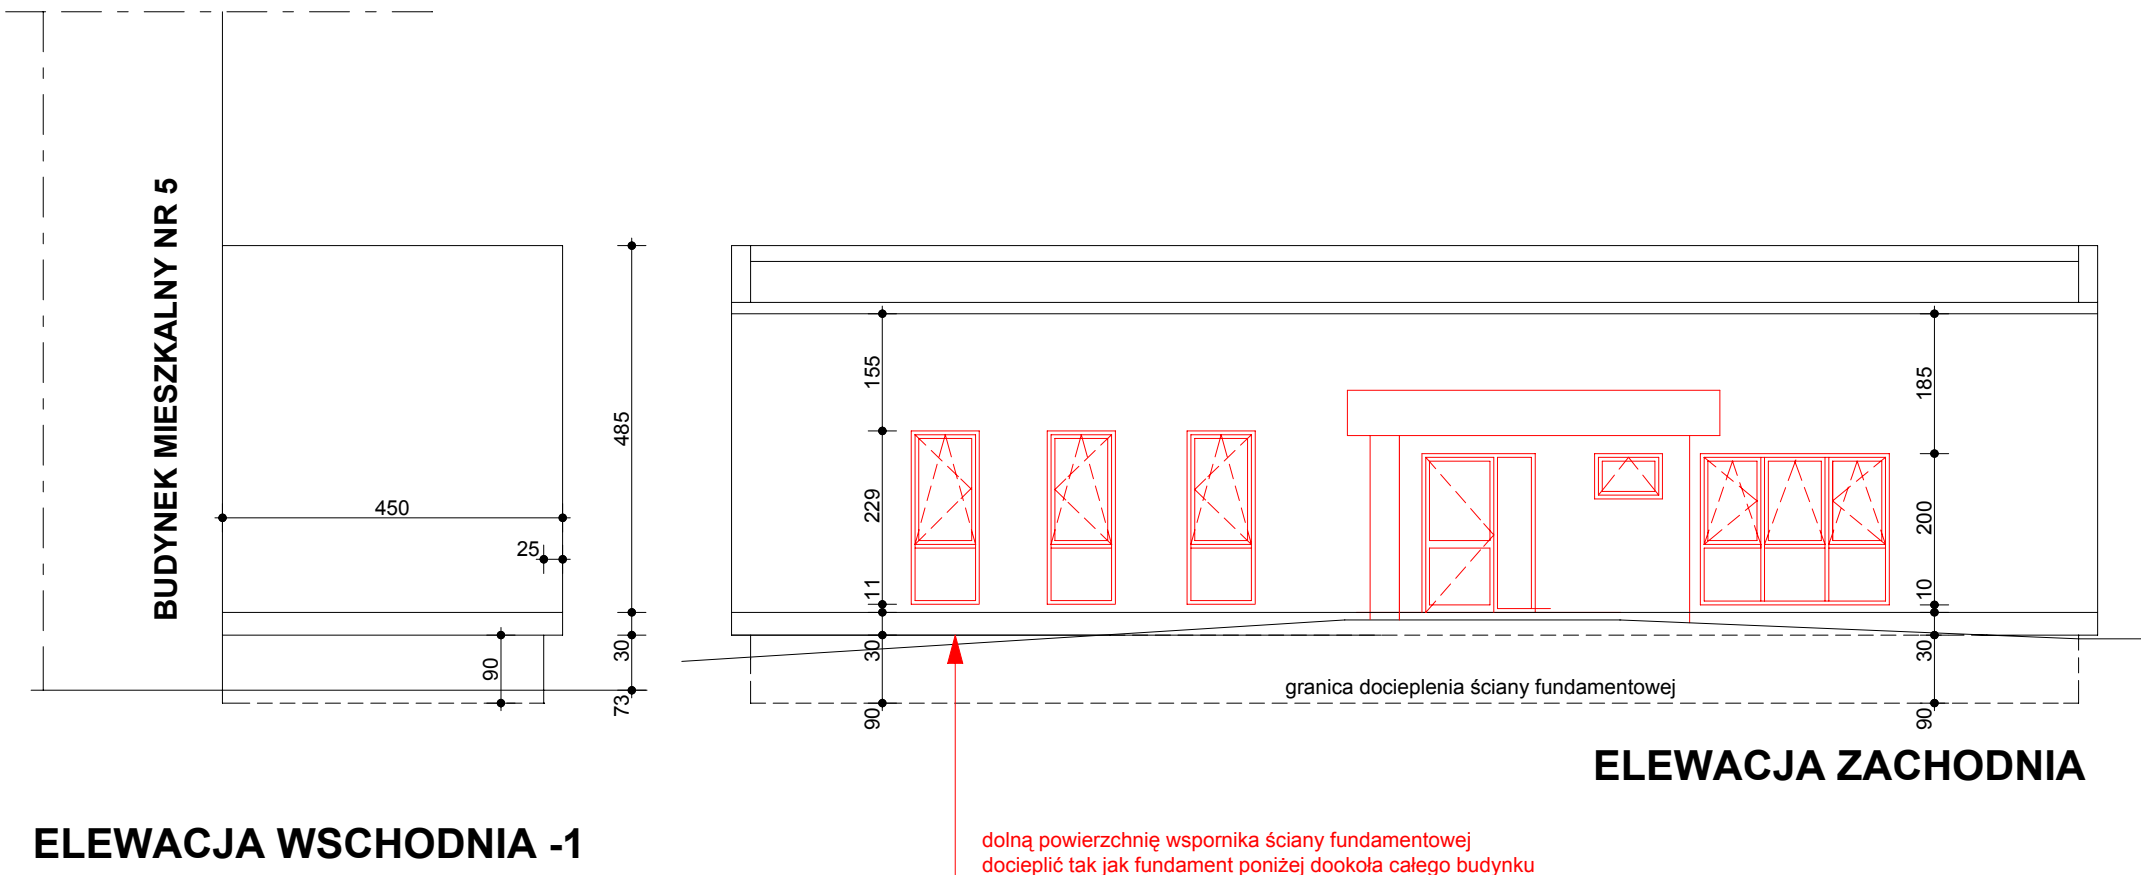 BUDYNEK MIESZKALNY NR 5
450
25
90
485
30
73
155
229
11
30
90
185
200
10
30
90
granica docieplenia ściany fundamentowej
ELEWACJA ZACHODNIA
ELEWACJA WSCHODNIA -1
dolną powierzchnię wspornika ściany fundamentowej
docieplić tak jak fundament poniżej dookoła całego budynku